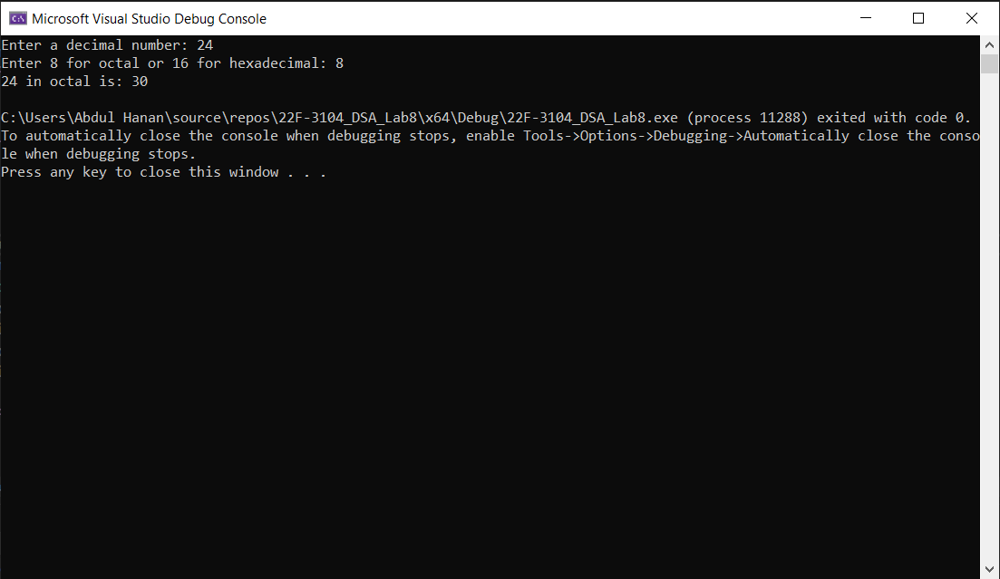 Microsoft Visual Studio Debug Console
Enter a decimal number: 24
Enter 8 for octal or 16 for hexadecimal: 8
24 in octal is: 30
C:\Users\Abdul Hanan\source\repos\22F-3104_DSA_Lab8\x64\Debug\22F-3104_DSA_Lab8.exe (process 11288) exited with code 0.
To automatically close the console when debugging stops, enable Tools->Options->Debugging->Automatically close the conso
le when debugging stops.
Press any key to close this window . . .